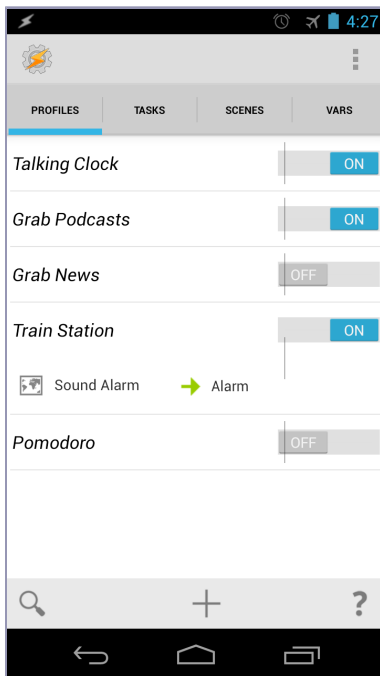 4:27
PROFILES TASKS SCENES VARS
Talking Clock ON
Grab Podcasts ON
Grab News OFF
Train Station ON
Sound Alarm Alarm
Pomodoro OFF
?